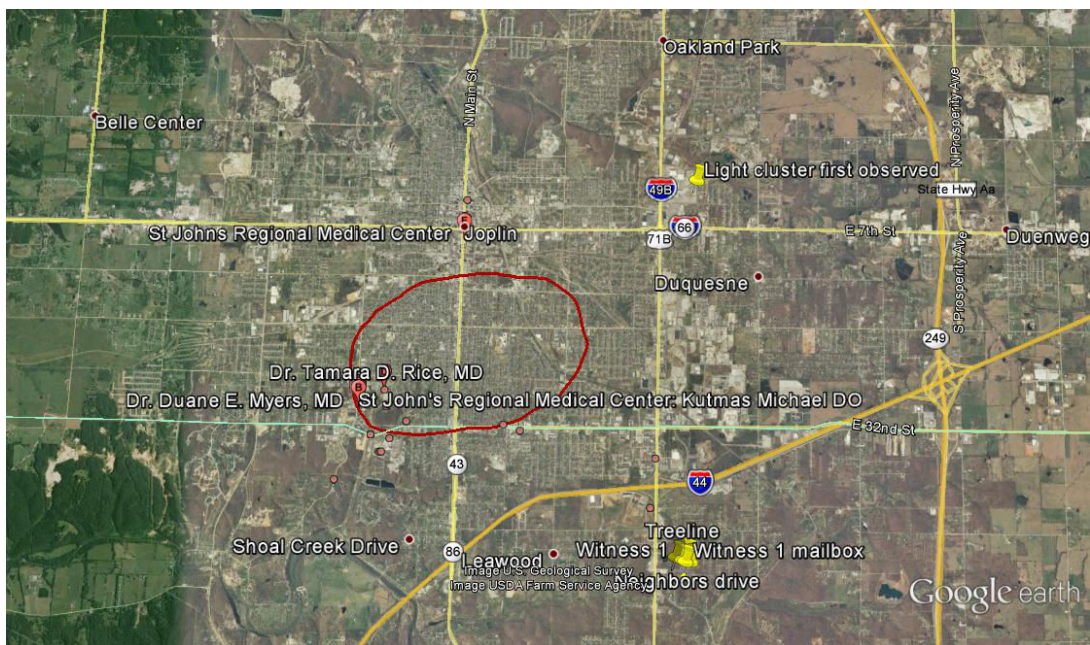 Oakland Park
N Main St
Belle Center
N Prosperity Ave
Light cluster first observed
49B
State Hwy Aa
E
St Johns Regional Medical Center
Joplin
66
71B
E 7th St
Duenweg
Duquesne
S Prosperity Ave
249
Dr. Tamara D. Rice, MD
B
Dr. Duane E. Myers, MD
St John's Regional Medical Center: Kutmas Michael DO
E 32nd St
43
44
Treeline
Shoal Creek Drive
86
Leawood
Witness 1
Witness 1 mailbox
Image U.S. Geological Survey
Neighbors drive
Image USDA Farm Service Agency
Google earth